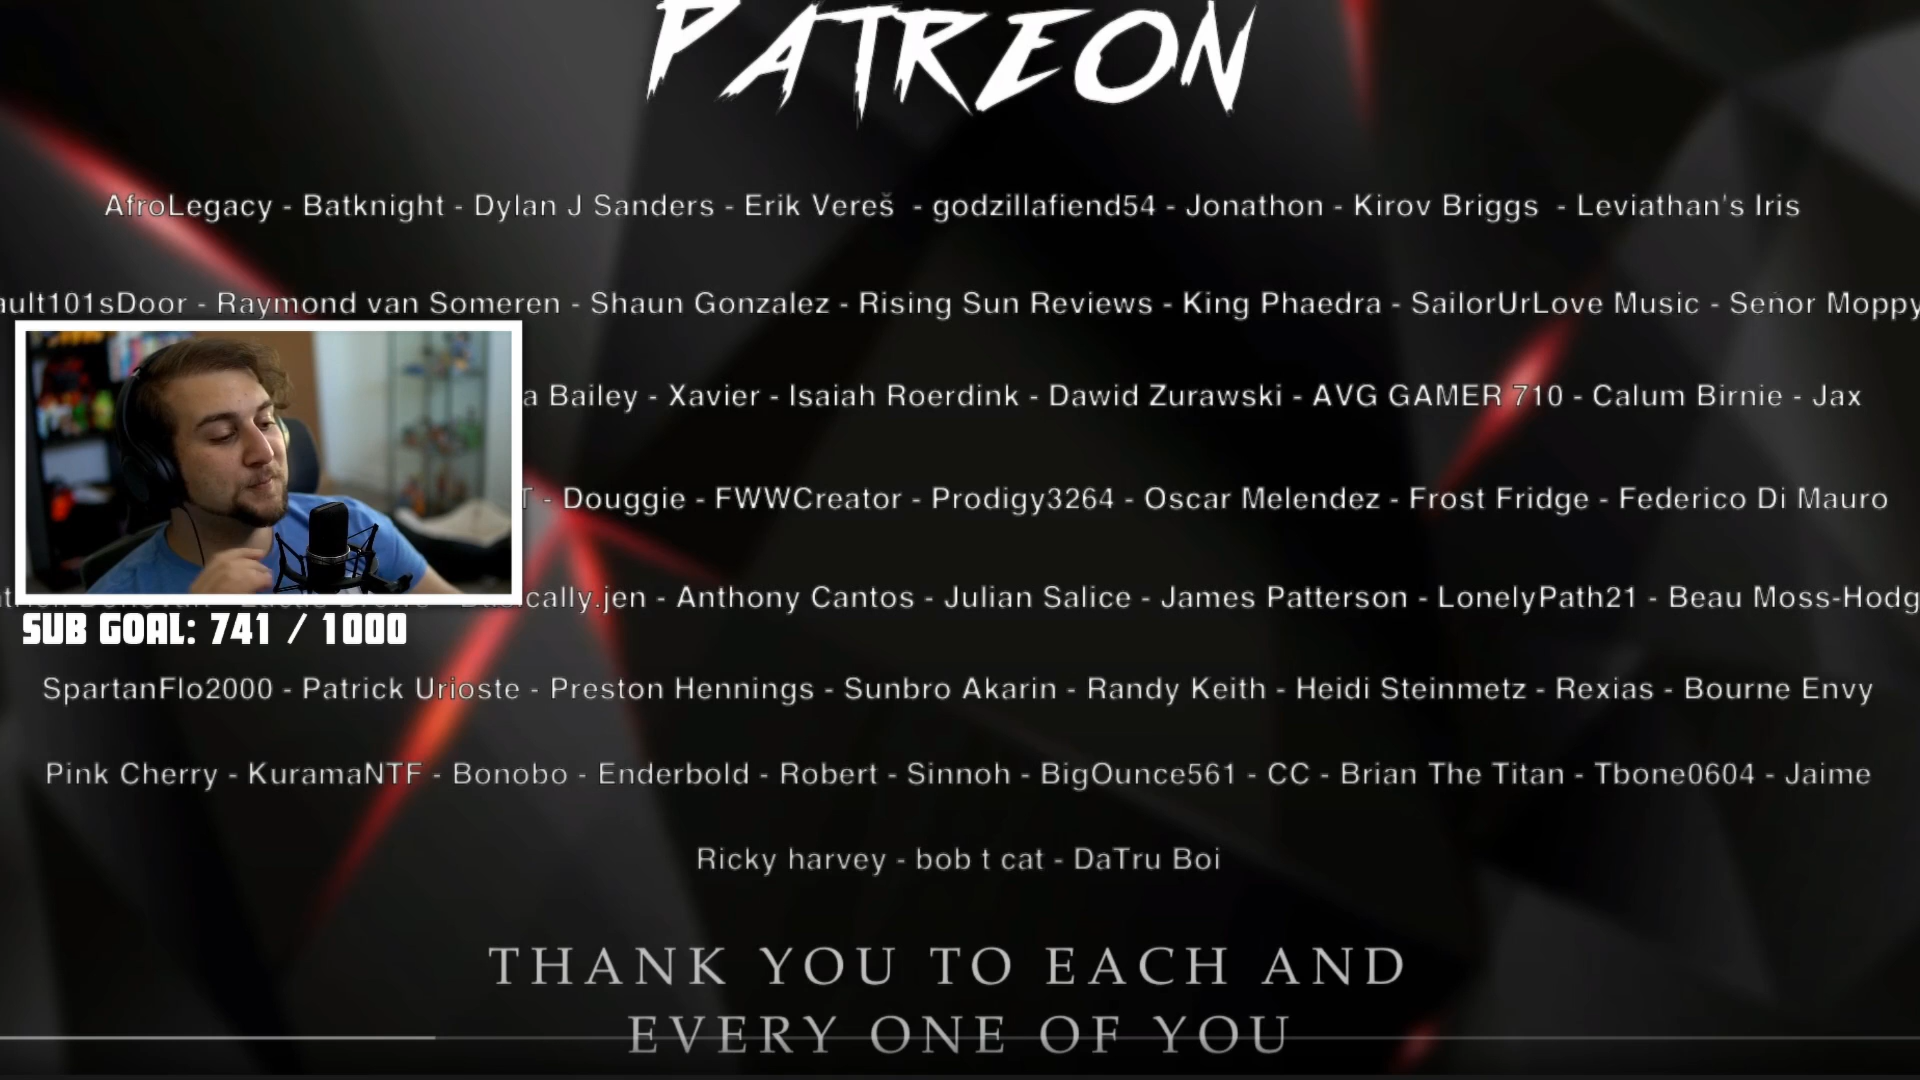 PATREON
AfroLegacy - Batknight - Dylan J Sanders - Erik Vereš - godzillafiend54 - Jonathon - Kirov Briggs - Leviathan's Iris
ault101sDoor - Raymond van Someren - Shaun Gonzalez - Rising Sun Reviews - King Phaedra - SailorUrLove Music - Señor Moppy
a Bailey - Xavier - Isaiah Roerdink - Dawid Zurawski - AVG GAMER 710 - Calum Birnie - Jax
T - Douggie - FWWCreator - Prodigy3264 - Oscar Melendez - Frost Fridge - Federico Di Mauro
cally.jen - Anthony Cantos - Julian Salice - James Patterson - LonelyPath21 - Beau Moss-Hodg
SUB GOAL: 741 / 1000
SpartanFlo2000 - Patrick Urioste - Preston Hennings - Sunbro Akarin - Randy Keith - Heidi Steinmetz - Rexias - Bourne Envy
Pink Cherry - KuramaNTF - Bonobo - Enderbold - Robert - Sinnoh - BigOunce561 - CC - Brian The Titan - Tbone0604 - Jaime
Ricky harvey - bob t cat - DaTru Boi
THANK YOU TO EACH AND
EVERY ONE OF YOU